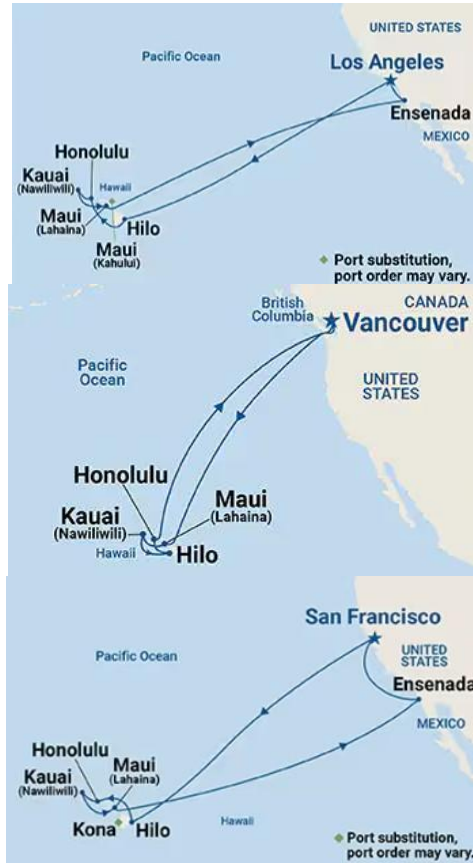 UNITED STATES
Pacific Ocean
Los Angeles
Ensenada
MEXICO
Honolulu
Kauai
(Nawiliwili)
Hawaii
Maui
(Lahaina)
Hilo
Maui
(Kahului)
Port substitution,
port order may vary.
British
Columbia
CANADA
Vancouver
Pacific
Ocean
UNITED
STATES
Honolulu
Maui
(Lahaina)
Kauai
(Nawiliwili)
Hawaii
Hilo
San Francisco
UNITED
STATES
Pacific Ocean
Ensenada
MEXICO
Honolulu
Maui
(Lahaina)
Kauai
(Nawiliwili)
Kona
Hilo
Hawaii
Port substitution,
port order may vary.